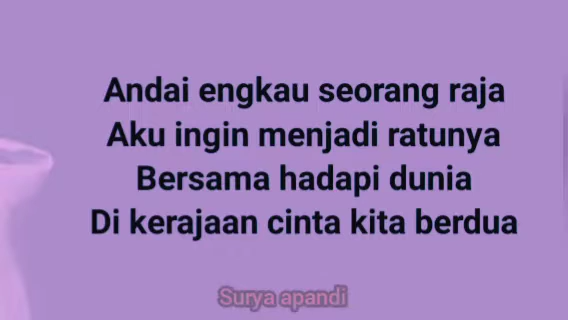 Andai engkau seorang raja
Aku ingin menjadi ratunya
Bersama hadapi dunia
Di kerajaan cinta kita berdua
Surya apandi